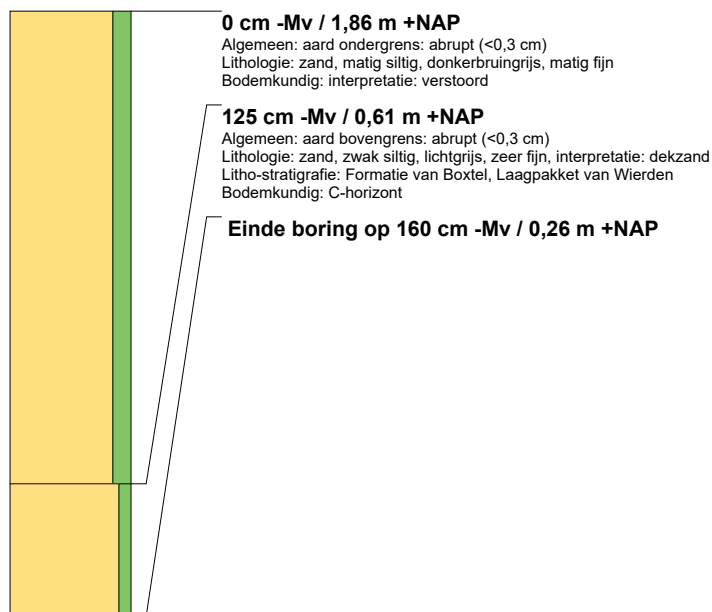 0 cm -Mv / 1,86 m +NAP
Algemeen: aard ondergrens: abrupt (<0,3 cm)
Lithologie: zand, matig siltig, donkerbruingrijs, matig fijn
Bodemkundig: interpretatie: verstoord
125 cm -Mv / 0,61 m +NAP
Algemeen: aard bovengrens: abrupt (<0,3 cm)
Lithologie: zand, zwak siltig, lichtgrijs, zeer fijn, interpretatie: dekzand
Litho-stratigrafie: Formatie van Boxtel, Laagpakket van Wierden
Bodemkundig: C-horizont
Einde boring op 160 cm -Mv / 0,26 m +NAP